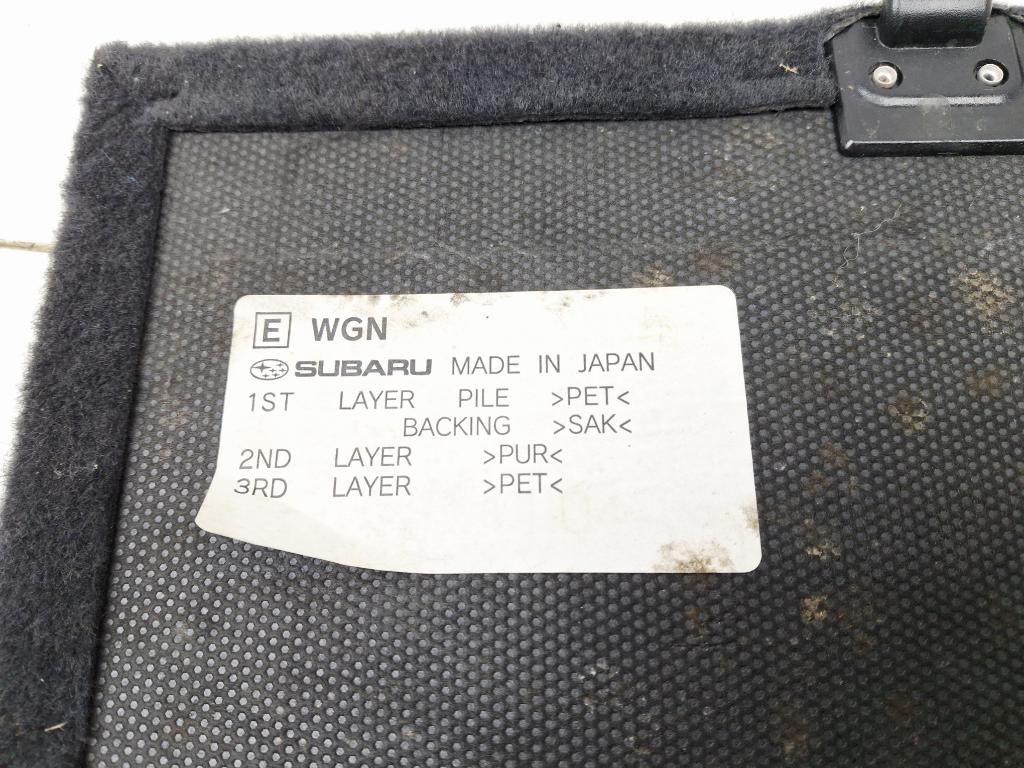 E WGN
SUBARU MADE IN JAPAN
1ST LAYER PILE >PET<
BACKING >SAK<
2ND LAYER >PUR<
3RD LAYER >PET<